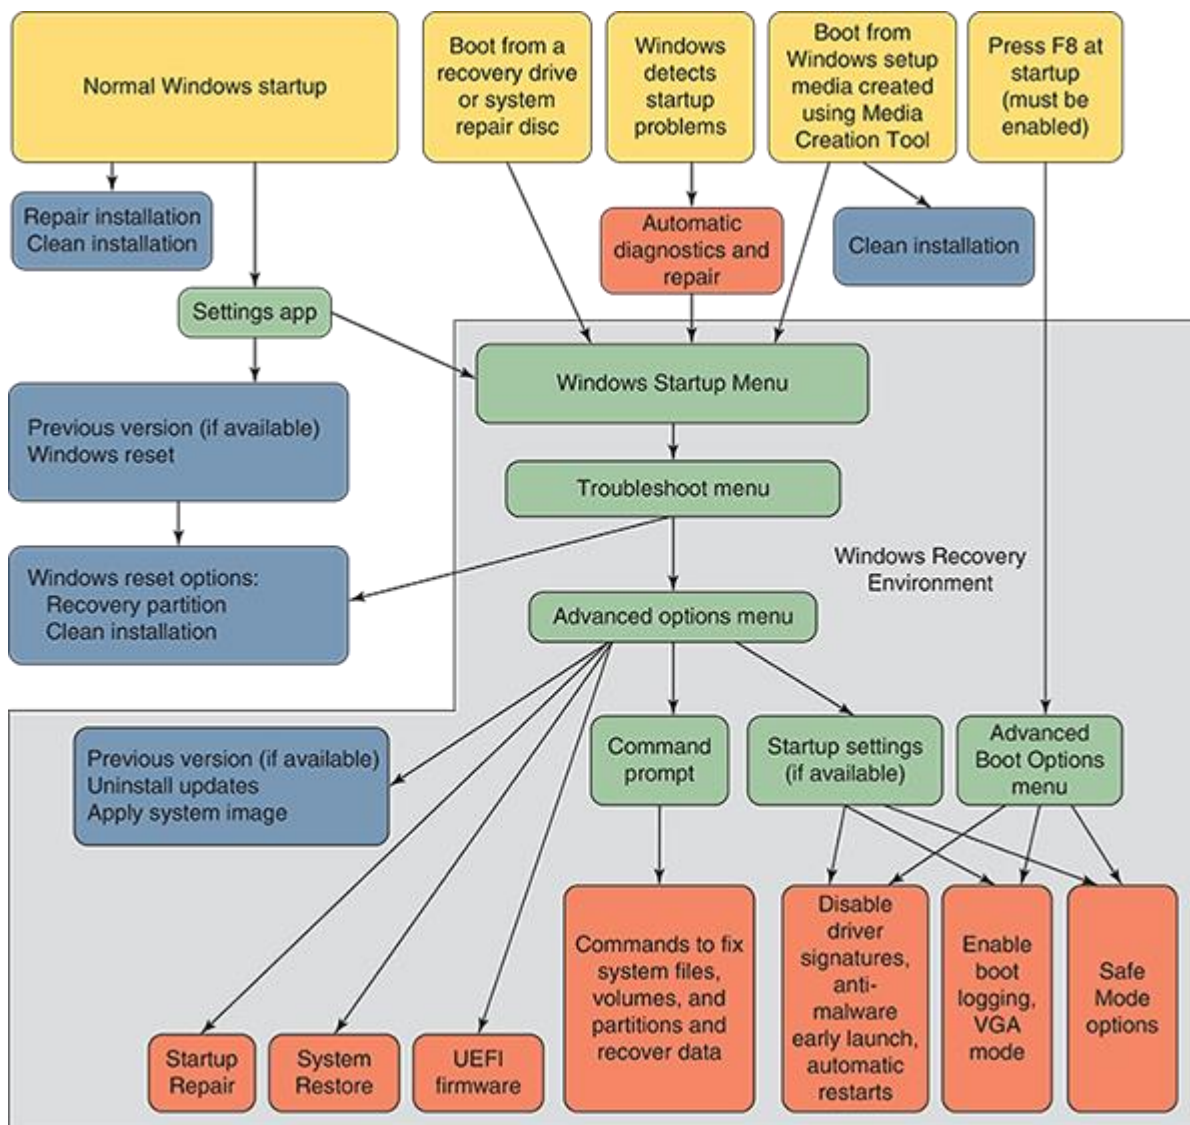 Normal Windows startup
Boot from a
recovery drive
or system
repair disc
Windows
detects
startup
problems
Boot from
Windows setup
media created
using Media
Creation Tool
Press F8 at
startup
(must be
enabled)
Repair installation
Clean installation
Automatic
diagnostics and
repair
Clean installation
Settings app
Windows Startup Menu
Previous version (if available)
Windows reset
Troubleshoot menu
Windows reset options:
Recovery partition
Clean installation
Windows Recovery
Environment
Advanced options menu
Previous version (if available)
Uninstall updates
Apply system image
Command
prompt
Startup settings
(if available)
Advanced
Boot Options
menu
Startup
Repair
System
Restore
UEFI
firmware
Commands to fix
system files,
volumes, and
partitions and
recover data
Disable
driver
signatures,
anti-
malware
early launch,
automatic
restarts
Enable
boot
logging,
VGA
mode
Safe
Mode
options